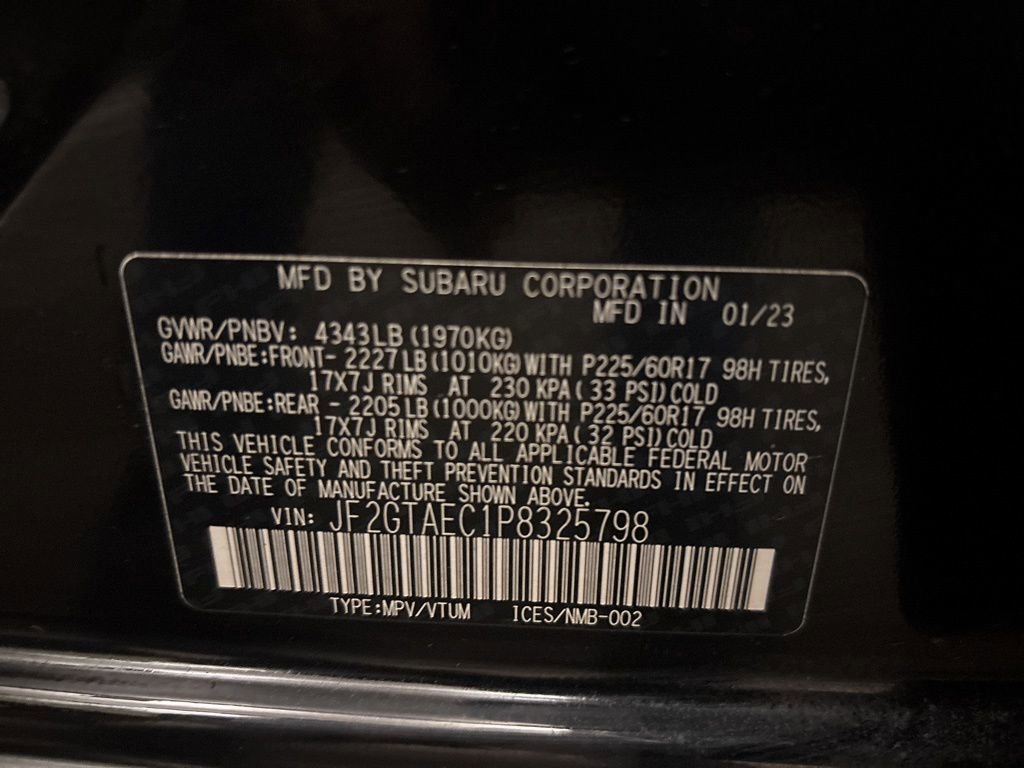 MFD BY SUBARU CORPORATION
MFD IN 01/23
GVWR/PNBV: 4343LB (1970KG)
GAWR/PNBE:FRONT- 2227LB (1010KG) WITH P225/60R17 98H TIRES,
17X7J RIMS AT 230 KPA ( 33 PSI) COLD
GAWR/PNBE:REAR - 2205LB (1000KG) WITH P225/60R17 98H TIRES,
17X7J RIMS AT 220 KPA ( 32 PSI) COLD
THIS VEHICLE CONFORMS TO ALL APPLICABLE FEDERAL MOTOR
VEHICLE SAFETY AND THEFT PREVENTION STANDARDS IN EFFECT ON
THE DATE OF MANUFACTURE SHOWN ABOVE.
VIN: JF2GTAEC1P8325798
TYPE:MPV/VTUM ICES/NMB-002